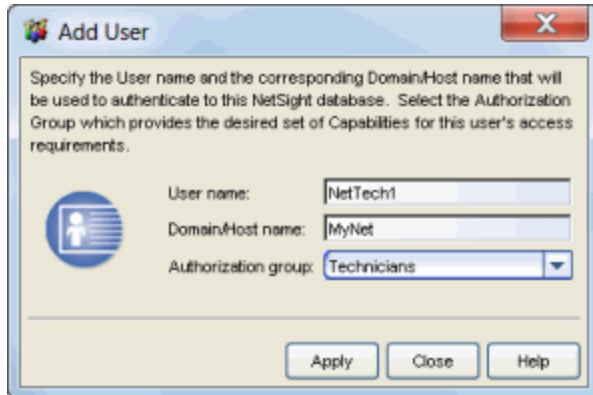 Add User
Specify the User name and the corresponding Domain/Host name that will
be used to authenticate to this NetSight database. Select the Authorization
Group which provides the desired set of Capabilities for this user's access
requirements.
User name: NetTech1
Domain/Host name: MyNet
Authorization group: Technicians
Apply Close Help